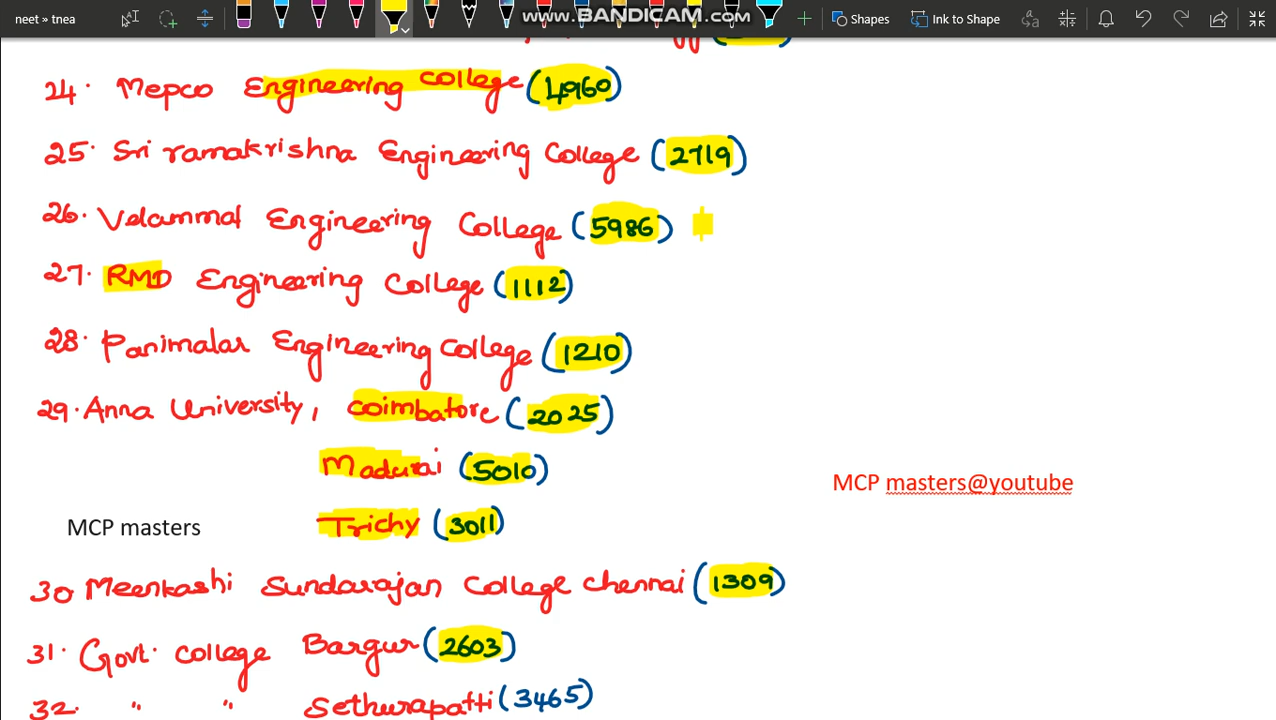 neet » tnea
www.BANDICAM.com
Shapes
Ink to Shape
24. Mepco Engineering College (4960)
25. Sri ramakrishna Engineering College (2719)
26. Velammal Engineering College (5986)
27. RMD Engineering College (1112)
28. Panimalar Engineering College (1210)
29. Anna University, Coimbatore (2025)
Madurai (5010)
MCP masters@youtube
Trichy (3011)
MCP masters
30 Meenkashi Sundarajan College chennai (1309)
31. Govt. college Bargur (2603)
32. " " Sethurapatti (3465)